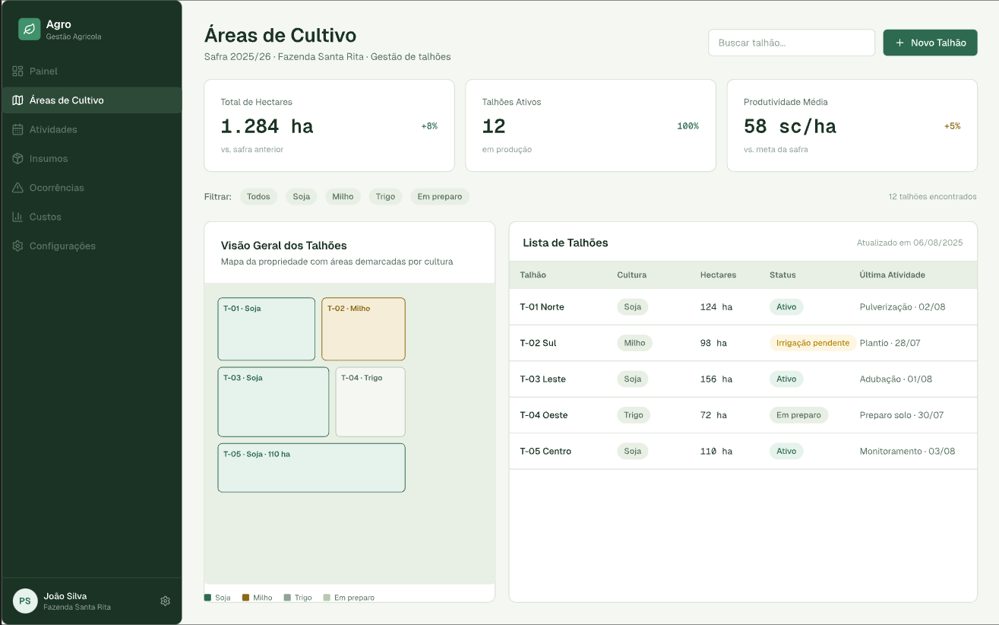 Agro
Gestão Agrícola
Painel
Áreas de Cultivo
Atividades
Insumos
Ocorrências
Custos
Configurações
PS
João Silva
Fazenda Santa Rita
Áreas de Cultivo
Safra 2025/26 · Fazenda Santa Rita · Gestão de talhões
Buscar talhão...
+ Novo Talhão
Total de Hectares
1.284 ha
+8%
vs. safra anterior
Talhões Ativos
12
100%
em produção
Produtividade Média
58 sc/ha
+5%
vs. meta da safra
Filtrar: Todos Soja Milho Trigo Em preparo
12 talhões encontrados
Visão Geral dos Talhões
Mapa da propriedade com áreas demarcadas por cultura
T-01 · Soja
T-02 · Milho
T-03 · Soja
T-04 · Trigo
T-05 · Soja · 110 ha
Soja Milho Trigo Em preparo
Lista de Talhões
Atualizado em 06/08/2025
Talhão Cultura Hectares Status Última Atividade
T-01 Norte Soja 124 ha Ativo Pulverização · 02/08
T-02 Sul Milho 98 ha Irrigação pendente Plantio · 28/07
T-03 Leste Soja 156 ha Ativo Adubação · 01/08
T-04 Oeste Trigo 72 ha Em preparo Preparo solo · 30/07
T-05 Centro Soja 110 ha Ativo Monitoramento · 03/08